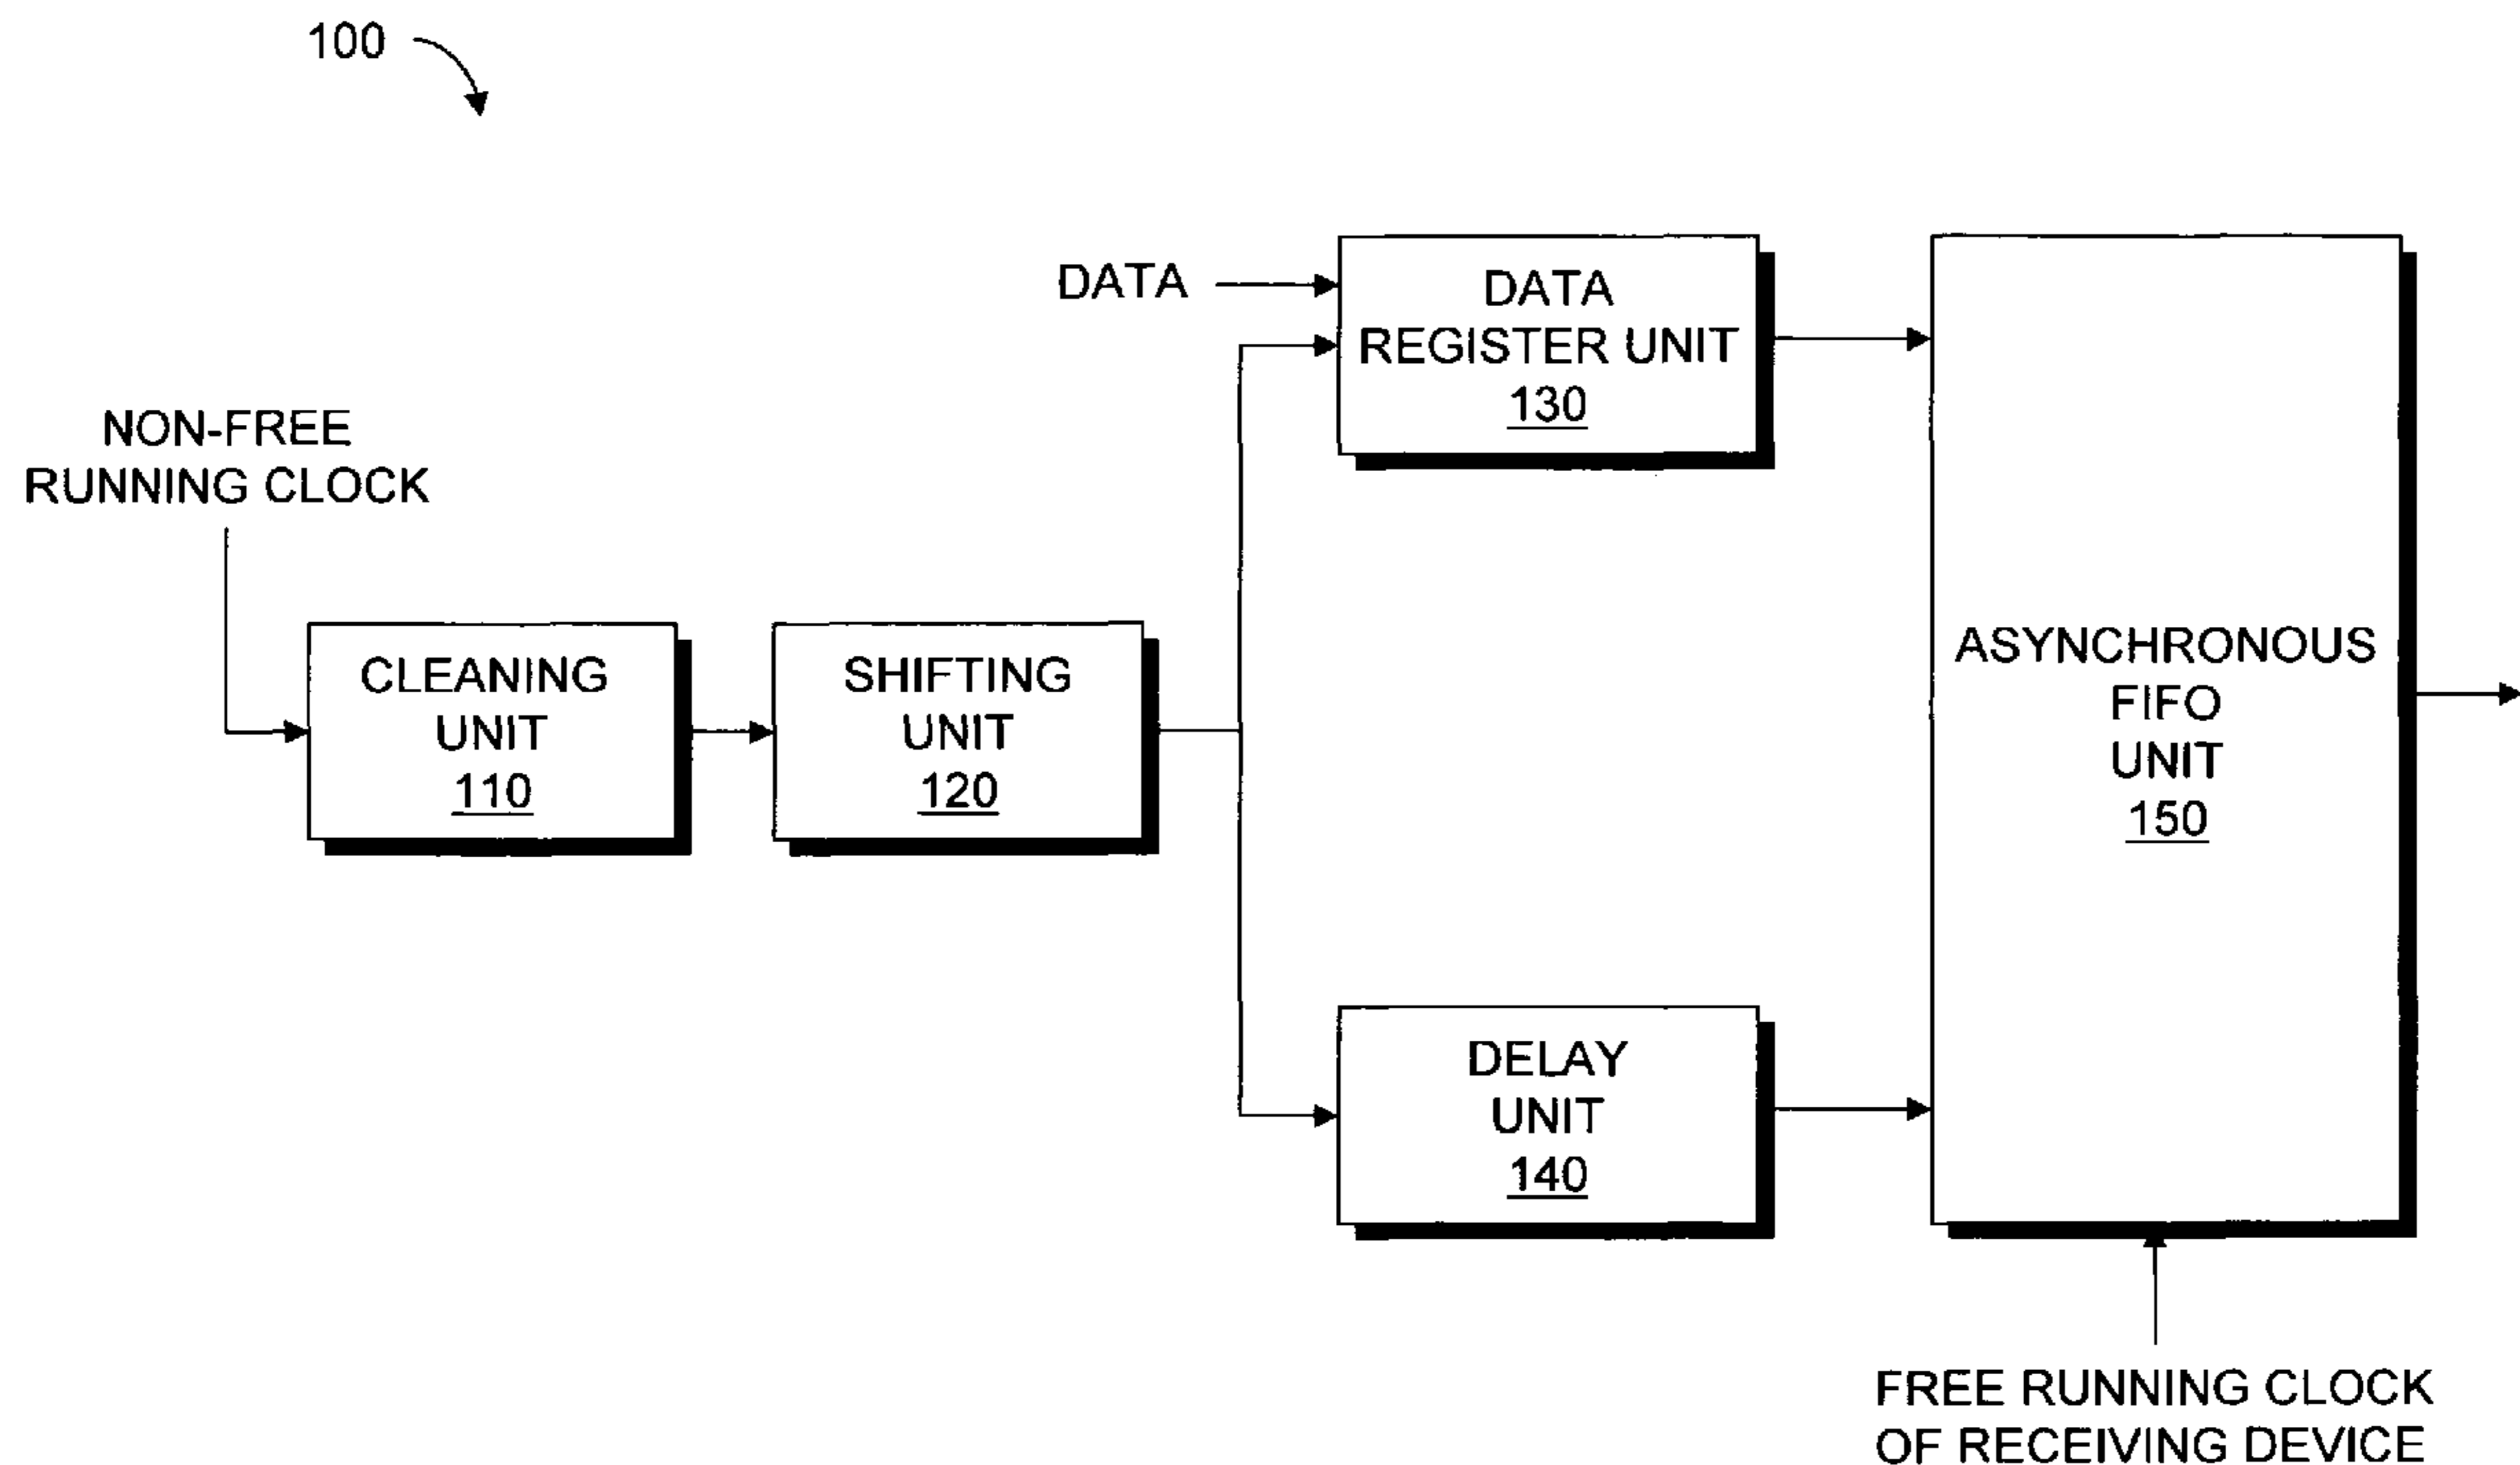 100
DATA
DATA
REGISTER UNIT
130
NON-FREE
RUNNING CLOCK
CLEANING
UNIT
110
SHIFTING
UNIT
120
ASYNCHRONOUS
FIFO
UNIT
150
DELAY
UNIT
140
FREE RUNNING CLOCK
OF RECEIVING DEVICE